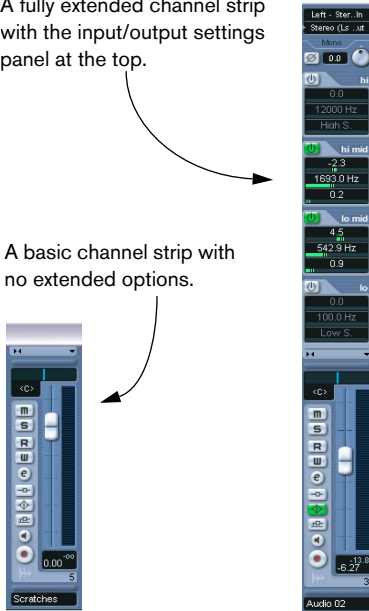 A fully extended channel strip
with the input/output settings
panel at the top.
Left - Ster..In
Stereo (Ls ..ut
Mono
0.0
hi
0.0
12000 Hz
High S.
hi mid
-2.3
1693.0 Hz
0.2
lo mid
4.5
542.9 Hz
0.9
lo
0.0
100.0 Hz
Low S.
A basic channel strip with
no extended options.
<C>
m
S
R
W
e
0.00
-oo
5
Scratches
<C>
m
S
R
W
e
-13.9
-6.27
3
Audio 02